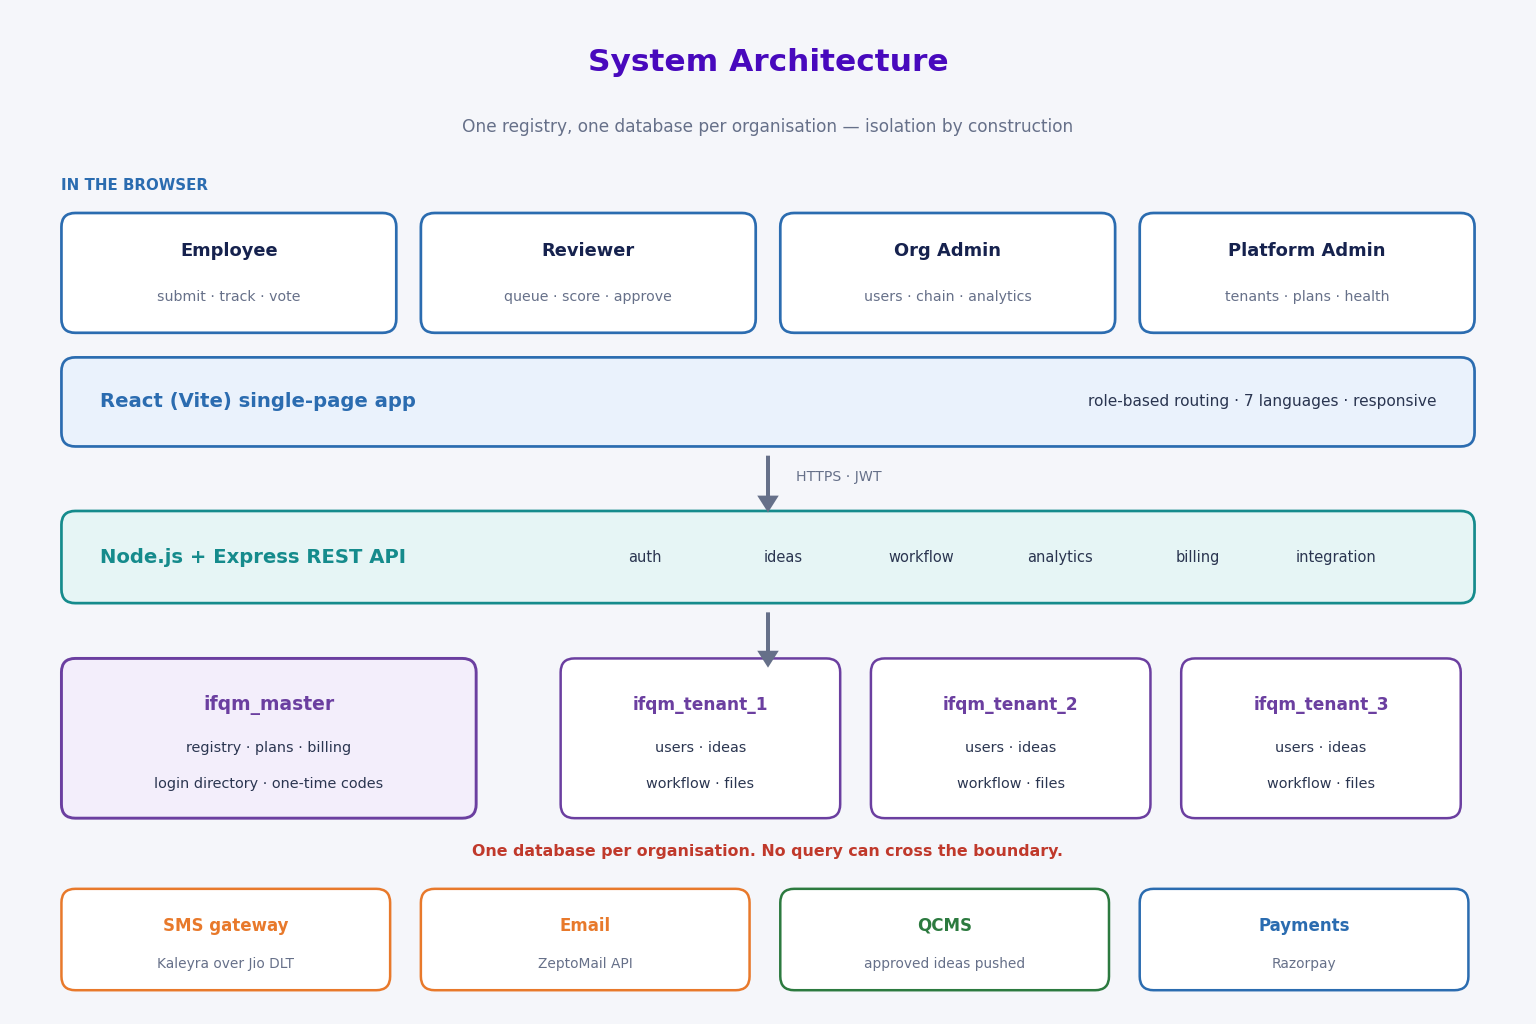 System Architecture
One registry, one database per organisation — isolation by construction
IN THE BROWSER
Employee
submit · track · vote
Reviewer
queue · score · approve
Org Admin
users · chain · analytics
Platform Admin
tenants · plans · health
React (Vite) single-page app
role-based routing · 7 languages · responsive
HTTPS · JWT
Node.js + Express REST API
auth
ideas
workflow
analytics
billing
integration
ifqm_master
registry · plans · billing
login directory · one-time codes
ifqm_tenant_1
users · ideas
workflow · files
ifqm_tenant_2
users · ideas
workflow · files
ifqm_tenant_3
users · ideas
workflow · files
One database per organisation. No query can cross the boundary.
SMS gateway
Kaleyra over Jio DLT
Email
ZeptoMail API
QCMS
approved ideas pushed
Payments
Razorpay